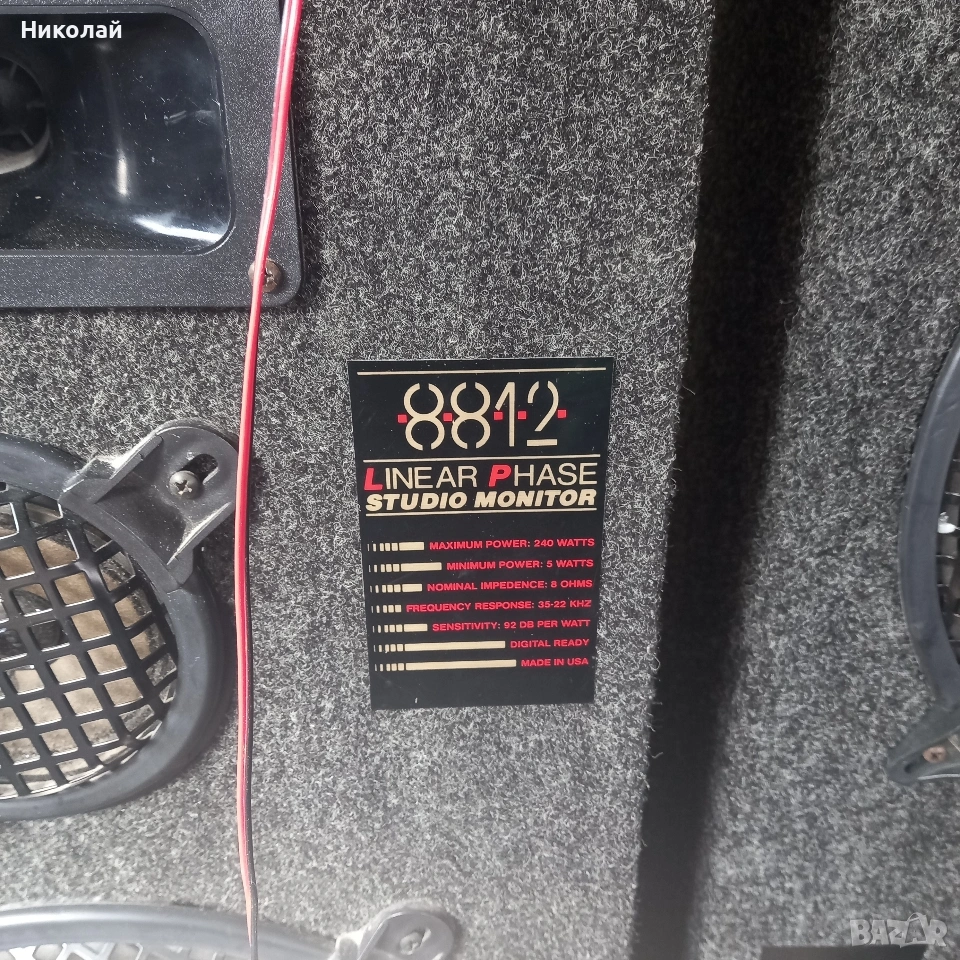 Николай
8812
LINEAR PHASE
STUDIO MONITOR
MAXIMUM POWER: 240 WATTS
MINIMUM POWER: 5 WATTS
NOMINAL IMPEDENCE: 8 OHMS
FREQUENCY RESPONSE: 35-22 KHZ
SENSITIVITY: 92 DB PER WATT
DIGITAL READY
MADE IN USA
BAZAR